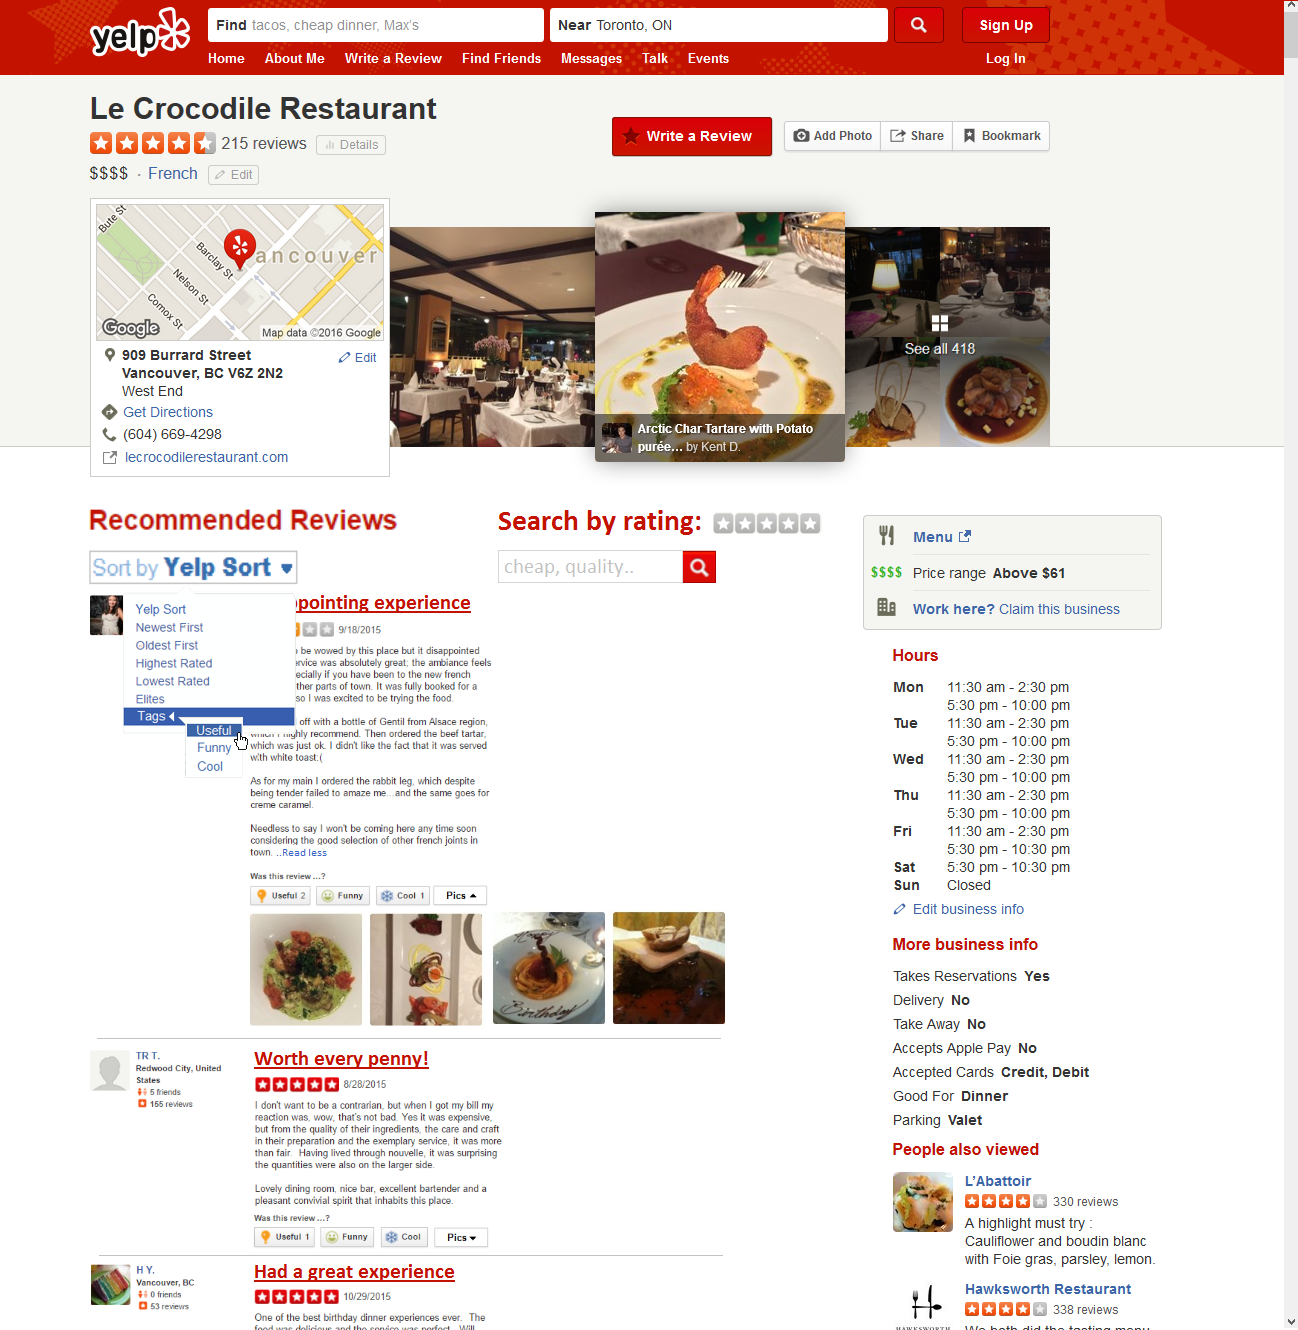 yelp
Find tacos, cheap dinner, Max's
Near Toronto, ON
Sign Up
Home About Me Write a Review Find Friends Messages Talk Events
Log In
Le Crocodile Restaurant
215 reviews Details
$$$$ · French Edit
Write a Review
Add Photo Share Bookmark
Bute St
Barclay St
Nelson St
Comox St
ancouver
Google
Map data ©2016 Google
909 Burrard Street
Edit
Vancouver, BC V6Z 2N2
West End
Get Directions
(604) 669-4298
lecrocodilerestaurant.com
Arctic Char Tartare with Potato
purée... by Kent D.
See all 418
Recommended Reviews
Search by rating:
Sort by Yelp Sort
cheap, quality..
Yelp Sort
Newest First
Oldest First
Highest Rated
Lowest Rated
Elites
Tags
Useful
Funny
Cool
pointing experience
9/18/2015
be wowed by this place but it disappointed
rvice was absolutely great; the ambiance feels
ecially if you have been to the new french
ther parts of town. It was fully booked for a
so I was excited to be trying the food.
off with a bottle of Gentil from Alsace region,
which I highly recommend. Then ordered the beef tartar,
which was just ok. I didn't like the fact that it was served
with white toast:(
As for my main I ordered the rabbit leg, which despite
being tender failed to amaze me...and the same goes for
creme caramel.
Needless to say I won't be coming here any time soon
considering the good selection of other french joints in
town. ..Read less
Was this review ...?
Useful 2 Funny Cool 1 Pics
Birthday
TR T.
Redwood City, United
States
5 friends
155 reviews
Worth every penny!
8/28/2015
I don't want to be a contrarian, but when I got my bill my
reaction was, wow, that's not bad. Yes it was expensive,
but from the quality of their ingredients, the care and craft
in their preparation and the exemplary service, it was more
than fair. Having lived through nouvelle, it was surprising
the quantities were also on the larger side.
Lovely dining room, nice bar, excellent bartender and a
pleasant convivial spirit that inhabits this place.
Was this review ...?
Useful 1 Funny Cool Pics
H Y.
Vancouver, BC
0 friends
53 reviews
Had a great experience
10/29/2015
One of the best birthday dinner experiences ever. The
food was delicious and the service was perfect. Will
Menu
$$$$ Price range Above $61
Work here? Claim this business
Hours
Mon 11:30 am - 2:30 pm
5:30 pm - 10:00 pm
Tue 11:30 am - 2:30 pm
5:30 pm - 10:00 pm
Wed 11:30 am - 2:30 pm
5:30 pm - 10:00 pm
Thu 11:30 am - 2:30 pm
5:30 pm - 10:00 pm
Fri 11:30 am - 2:30 pm
5:30 pm - 10:30 pm
Sat 5:30 pm - 10:30 pm
Sun Closed
Edit business info
More business info
Takes Reservations Yes
Delivery No
Take Away No
Accepts Apple Pay No
Accepted Cards Credit, Debit
Good For Dinner
Parking Valet
People also viewed
L'Abattoir
330 reviews
A highlight must try :
Cauliflower and boudin blanc
with Foie gras, parsley, lemon.
Hawksworth Restaurant
338 reviews
HAWKSWORTH
We both did the tasting menu